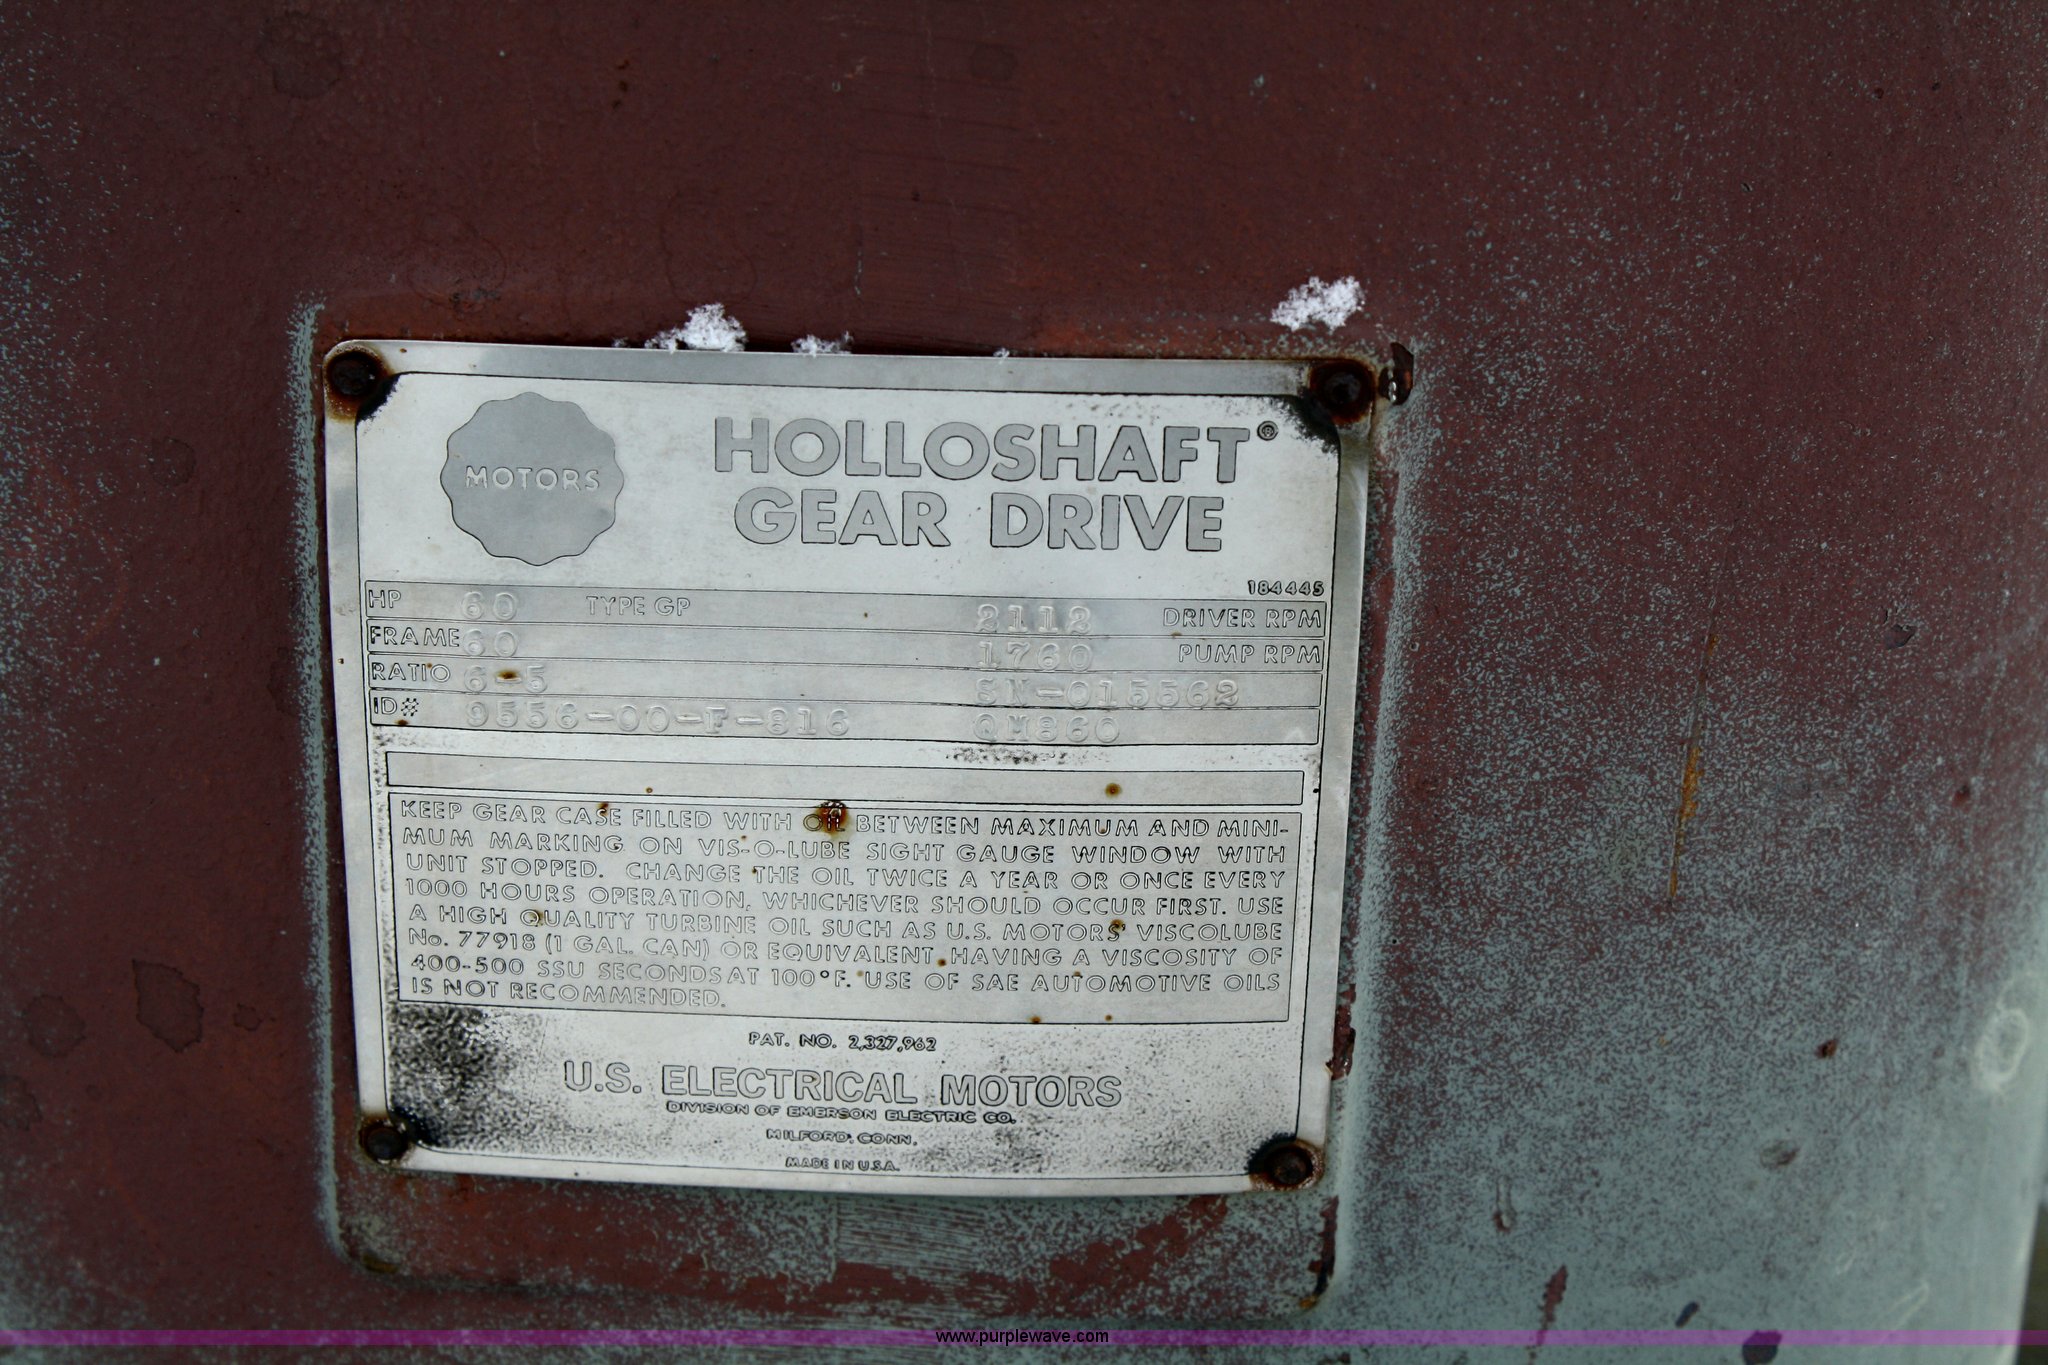 MOTORS
HOLLOSHAFT®
GEAR DRIVE
184445
HP 60 TYPE GP 2112 DRIVER RPM
FRAME 60 1760 PUMP RPM
RATIO 6-5 SN-015562
ID# 9556-00-F-816 QM860
KEEP GEAR CASE FILLED WITH OIL BETWEEN MAXIMUM AND MINI-
MUM MARKING ON VIS-O-LUBE SIGHT GAUGE WINDOW WITH
UNIT STOPPED. CHANGE THE OIL TWICE A YEAR OR ONCE EVERY
1000 HOURS OPERATION, WHICHEVER SHOULD OCCUR FIRST. USE
A HIGH QUALITY TURBINE OIL SUCH AS U.S. MOTORS' VISCOLUBE
No. 77918 (1 GAL. CAN) OR EQUIVALENT HAVING A VISCOSITY OF
400-500 SSU SECONDS AT 100°F. USE OF SAE AUTOMOTIVE OILS
IS NOT RECOMMENDED.
PAT. NO. 2,327,962
U.S. ELECTRICAL MOTORS
DIVISION OF EMERSON ELECTRIC CO.
MILFORD, CONN.
MADE IN U.S.A.
www.purplewave.com